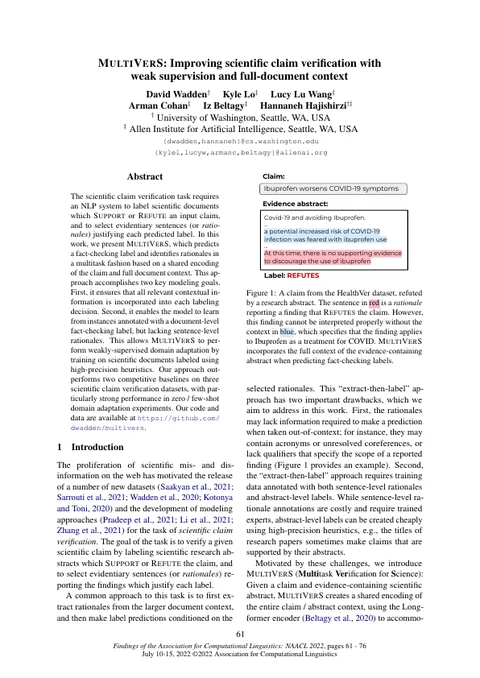 MULTIVERS: Improving scientific claim verification with
weak supervision and full-document context
David Wadden† Kyle Lo‡ Lucy Lu Wang‡
Arman Cohan‡ Iz Beltagy‡ Hannaneh Hajishirzi†‡
† University of Washington, Seattle, WA, USA
‡ Allen Institute for Artificial Intelligence, Seattle, WA, USA
{dwadden,hannaneh}@cs.washington.edu
{kylel,lucyw,armanc,beltagy}@allenai.org
Abstract
The scientific claim verification task requires
an NLP system to label scientific documents
which SUPPORT or REFUTE an input claim,
and to select evidentiary sentences (or ratio-
nales) justifying each predicted label. In this
work, we present MULTIVERS, which predicts
a fact-checking label and identifies rationales in
a multitask fashion based on a shared encoding
of the claim and full document context. This ap-
proach accomplishes two key modeling goals.
First, it ensures that all relevant contextual in-
formation is incorporated into each labeling
decision. Second, it enables the model to learn
from instances annotated with a document-level
fact-checking label, but lacking sentence-level
rationales. This allows MULTIVERS to per-
form weakly-supervised domain adaptation by
training on scientific documents labeled using
high-precision heuristics. Our approach out-
performs two competitive baselines on three
scientific claim verification datasets, with par-
ticularly strong performance in zero / few-shot
domain adaptation experiments. Our code and
data are available at https://github.com/
dwadden/multivers.
1 Introduction
The proliferation of scientific mis- and dis-
information on the web has motivated the release
of a number of new datasets (Saakyan et al., 2021;
Sarrouti et al., 2021; Wadden et al., 2020; Kotonya
and Toni, 2020) and the development of modeling
approaches (Pradeep et al., 2021; Li et al., 2021;
Zhang et al., 2021) for the task of scientific claim
verification. The goal of the task is to verify a given
scientific claim by labeling scientific research ab-
stracts which SUPPORT or REFUTE the claim, and
to select evidentiary sentences (or rationales) re-
porting the findings which justify each label.
A common approach to this task is to first ex-
tract rationales from the larger document context,
and then make label predictions conditioned on the
Claim:
Ibuprofen worsens COVID-19 symptoms
Evidence abstract:
Covid-19 and avoiding Ibuprofen.
...
a potential increased risk of COVID-19
infection was feared with ibuprofen use
...
At this time, there is no supporting evidence
to discourage the use of ibuprofen
Label: REFUTES
Figure 1: A claim from the HealthVer dataset, refuted
by a research abstract. The sentence in red is a rationale
reporting a finding that REFUTES the claim. However,
this finding cannot be interpreted properly without the
context in blue, which specifies that the finding applies
to Ibuprofen as a treatment for COVID. MULTIVERS
incorporates the full context of the evidence-containing
abstract when predicting fact-checking labels.
selected rationales. This “extract-then-label” ap-
proach has two important drawbacks, which we
aim to address in this work. First, the rationales
may lack information required to make a prediction
when taken out-of-context; for instance, they may
contain acronyms or unresolved coreferences, or
lack qualifiers that specify the scope of a reported
finding (Figure 1 provides an example). Second,
the “extract-then-label” approach requires training
data annotated with both sentence-level rationales
and abstract-level labels. While sentence-level ra-
tionale annotations are costly and require trained
experts, abstract-level labels can be created cheaply
using high-precision heuristics, e.g., the titles of
research papers sometimes make claims that are
supported by their abstracts.
Motivated by these challenges, we introduce
MULTIVERS (Multitask Verification for Science):
Given a claim and evidence-containing scientific
abstract, MULTIVERS creates a shared encoding of
the entire claim / abstract context, using the Long-
former encoder (Beltagy et al., 2020) to accommo-
61
Findings of the Association for Computational Linguistics: NAACL 2022, pages 61 - 76
July 10-15, 2022 ©2022 Association for Computational Linguistics